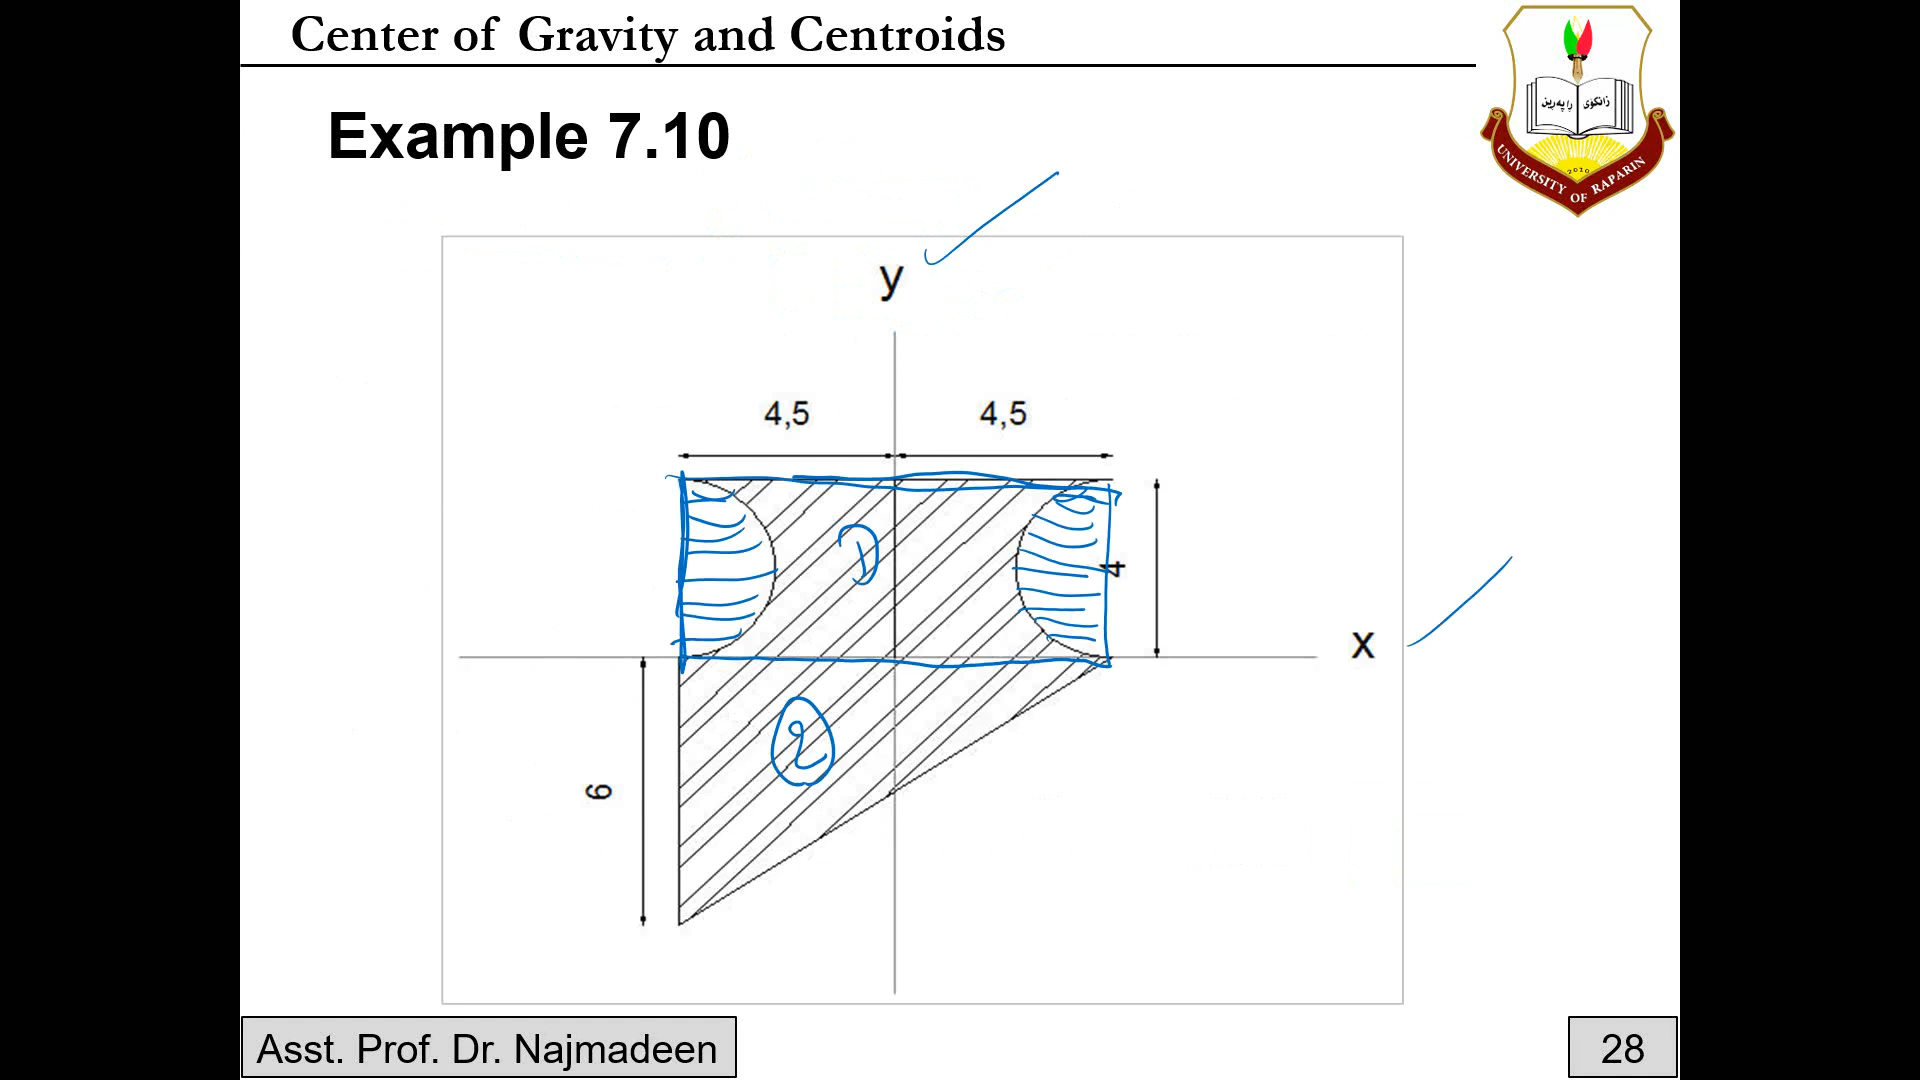 Center of Gravity and Centroids
زانكۆی ڕاپەڕین
UNIVERSITY OF RAPARIN
2010
Example 7.10
y
4,5
4,5
1
4
x
2
6
Asst. Prof. Dr. Najmadeen
28